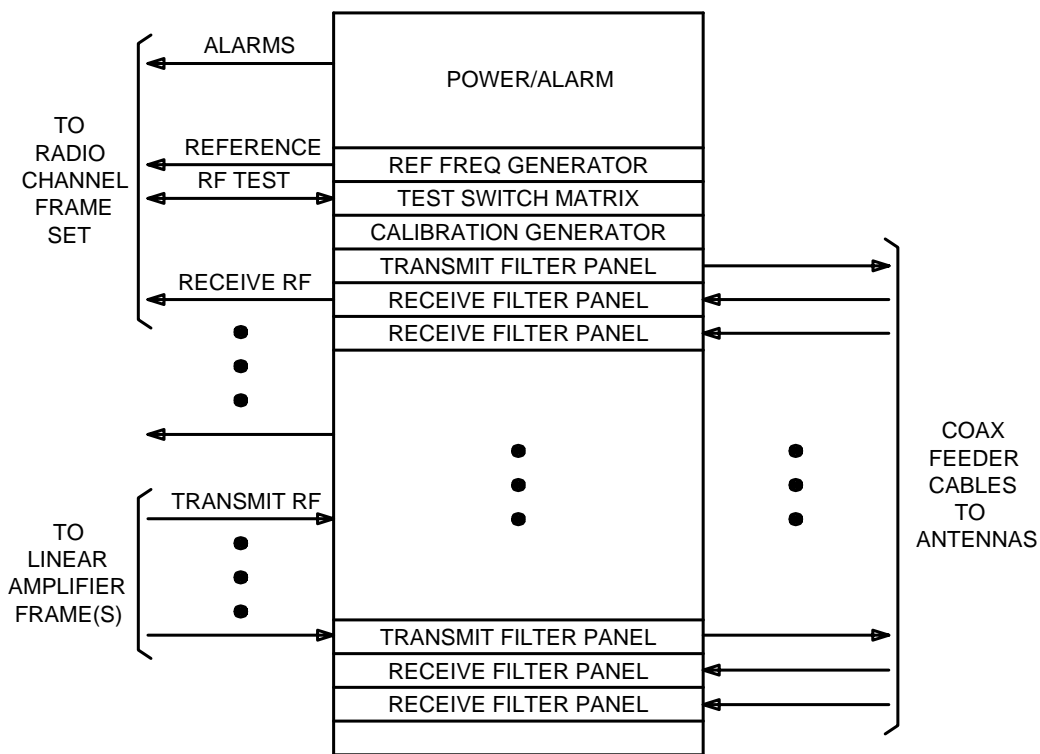 ALARMS
POWER/ALARM
TO
RADIO
CHANNEL
FRAME
SET
REFERENCE
REF FREQ GENERATOR
RF TEST
TEST SWITCH MATRIX
CALIBRATION GENERATOR
TRANSMIT FILTER PANEL
RECEIVE RF
RECEIVE FILTER PANEL
RECEIVE FILTER PANEL
COAX
FEEDER
CABLES
TO
ANTENNAS
TRANSMIT RF
TO
LINEAR
AMPLIFIER
FRAME(S)
TRANSMIT FILTER PANEL
RECEIVE FILTER PANEL
RECEIVE FILTER PANEL